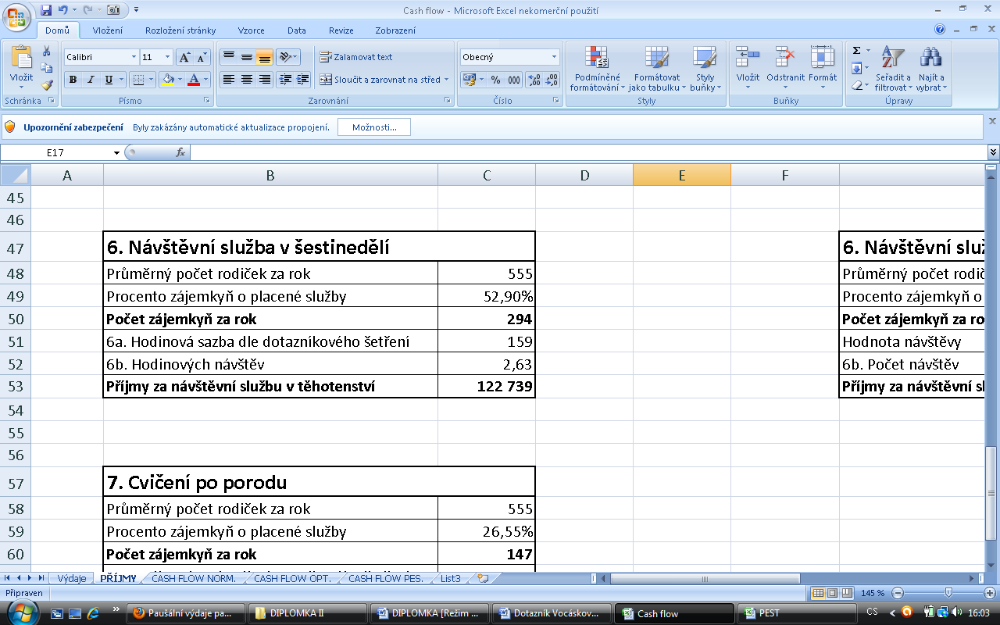 Cash flow - Microsoft Excel nekomerční použití
Domů Vložení Rozložení stránky Vzorce Data Revize Zobrazení
Vložit
Calibri 11
Zalamovat text
Obecný
B I U
Sloučit a zarovnat na střed
% 000
Podmíněné formátování
Formátovat jako tabulku
Styly buňky
Vložit Odstranit Formát
Seřadit a filtrovat
Najít a vybrat
Schránka Písmo Zarovnání Číslo Styly Buňky Úpravy
Upozornění zabezpečení Byly zakázány automatické aktualizace propojení. Možnosti...
E17 fx
A B C D E F
45
46
47 6. Návštěvní služba v šestinedělí 6. Návštěvní služ
48 Průměrný počet rodiček za rok 555 Průměrný počet rodič
49 Procento zájemkyň o placené služby 52,90% Procento zájemkyň o
50 Počet zájemkyň za rok 294 Počet zájemkyň za ro
51 6a. Hodinová sazba dle dotazníkového šetření 159 Hodnota návštěvy
52 6b. Hodinových návštěv 2,63 6b. Počet návštěv
53 Příjmy za návštěvní službu v těhotenství 122 739 Příjmy za návštěvní sl
54
55
56
57 7. Cvičení po porodu
58 Průměrný počet rodiček za rok 555
59 Procento zájemkyň o placené služby 26,55%
60 Počet zájemkyň za rok 147
Výdaje PŘÍJMY CASH FLOW NORM. CASH FLOW OPT. CASH FLOW PES. List3
Připraven 145 %
Paušální výdaje pa... DIPLOMKA II DIPLOMKA [Režim ... Dotazník Vocáskov... Cash flow PEST CS 16:03